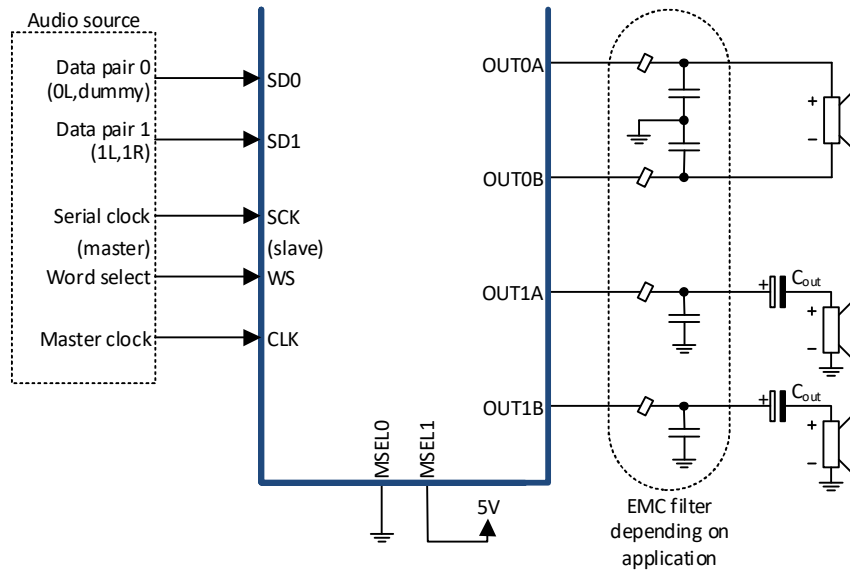 Audio source
Data pair 0
(0L,dummy)
Data pair 1
(1L,1R)
Serial clock
(master)
Word select
Master clock
SD0
SD1
SCK
(slave)
WS
CLK
MSEL0
MSEL1
5V
OUT0A
OUT0B
OUT1A
OUT1B
+
−
+
Cout
+
−
+
Cout
+
−
EMC filter
depending on
application